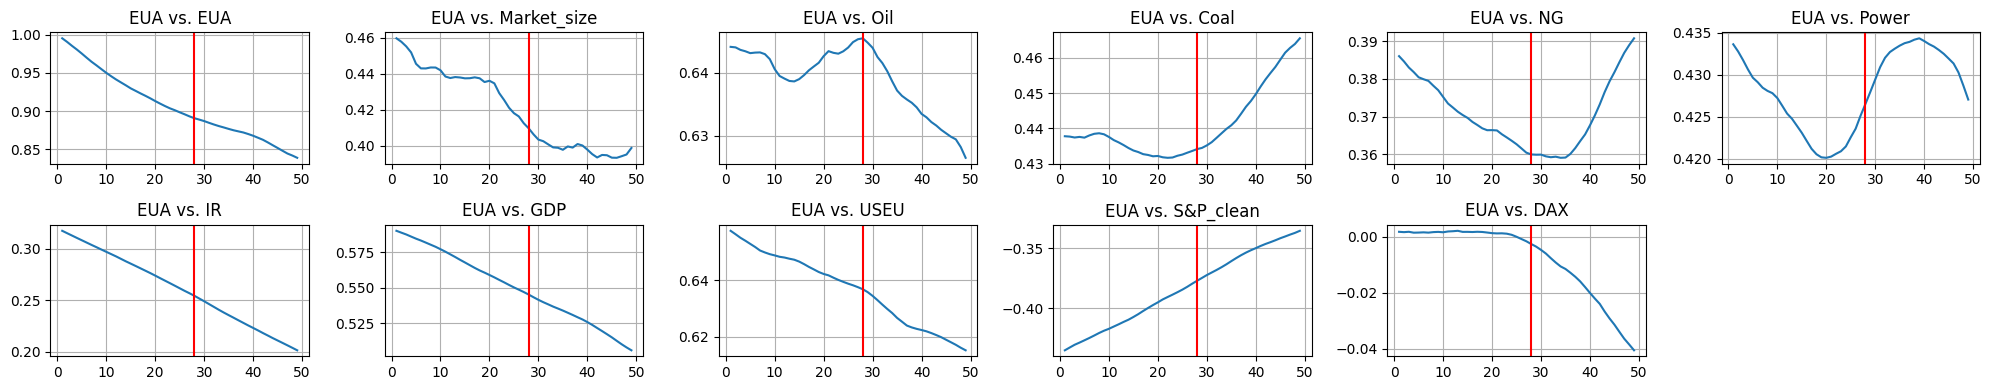 EUA vs. EUA
1.00
0.95
0.90
0.85
0 10 20 30 40 50
EUA vs. Market_size
0.46
0.44
0.42
0.40
0 10 20 30 40 50
EUA vs. Oil
0.64
0.63
0 10 20 30 40 50
EUA vs. Coal
0.46
0.45
0.44
0.43
0 10 20 30 40 50
EUA vs. NG
0.39
0.38
0.37
0.36
0 10 20 30 40 50
EUA vs. Power
0.435
0.430
0.425
0.420
0 10 20 30 40 50
EUA vs. IR
0.30
0.25
0.20
0 10 20 30 40 50
EUA vs. GDP
0.575
0.550
0.525
0 10 20 30 40 50
EUA vs. USEU
0.64
0.62
0 10 20 30 40 50
EUA vs. S&P_clean
−0.35
−0.40
0 10 20 30 40 50
EUA vs. DAX
0.00
−0.02
−0.04
0 10 20 30 40 50